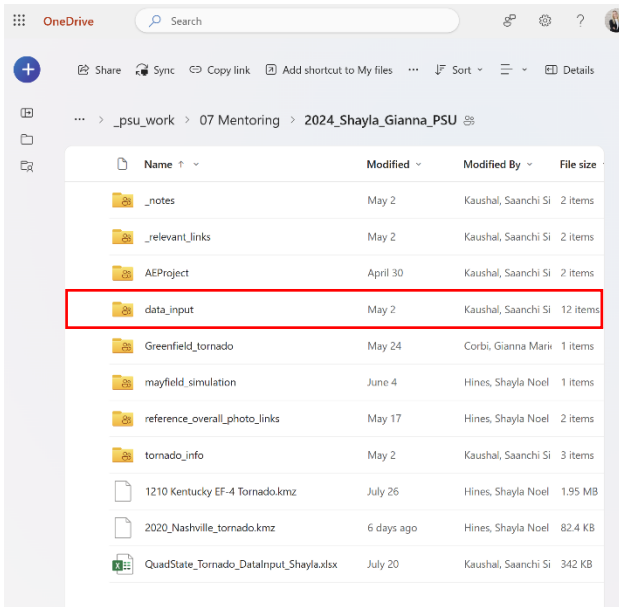 OneDrive Search ?
Share Sync Copy link Add shortcut to My files ... Sort Details
... > _psu_work > 07 Mentoring > 2024_Shayla_Gianna_PSU
Name ↑ Modified Modified By File size
_notes May 2 Kaushal, Saanchi Si 2 items
_relevant_links May 2 Kaushal, Saanchi Si 2 items
AEProject April 30 Kaushal, Saanchi Si 2 items
data_input May 2 Kaushal, Saanchi Si 12 items
Greenfield_tornado May 24 Corbi, Gianna Marie 1 items
mayfield_simulation June 4 Hines, Shayla Noel 1 items
reference_overall_photo_links May 17 Hines, Shayla Noel 2 items
tornado_info May 2 Kaushal, Saanchi Si 3 items
1210 Kentucky EF-4 Tornado.kmz July 26 Hines, Shayla Noel 1.95 MB
2020_Nashville_tornado.kmz 6 days ago Hines, Shayla Noel 82.4 KB
QuadState_Tornado_DataInput_Shayla.xlsx July 20 Kaushal, Saanchi Si 342 KB